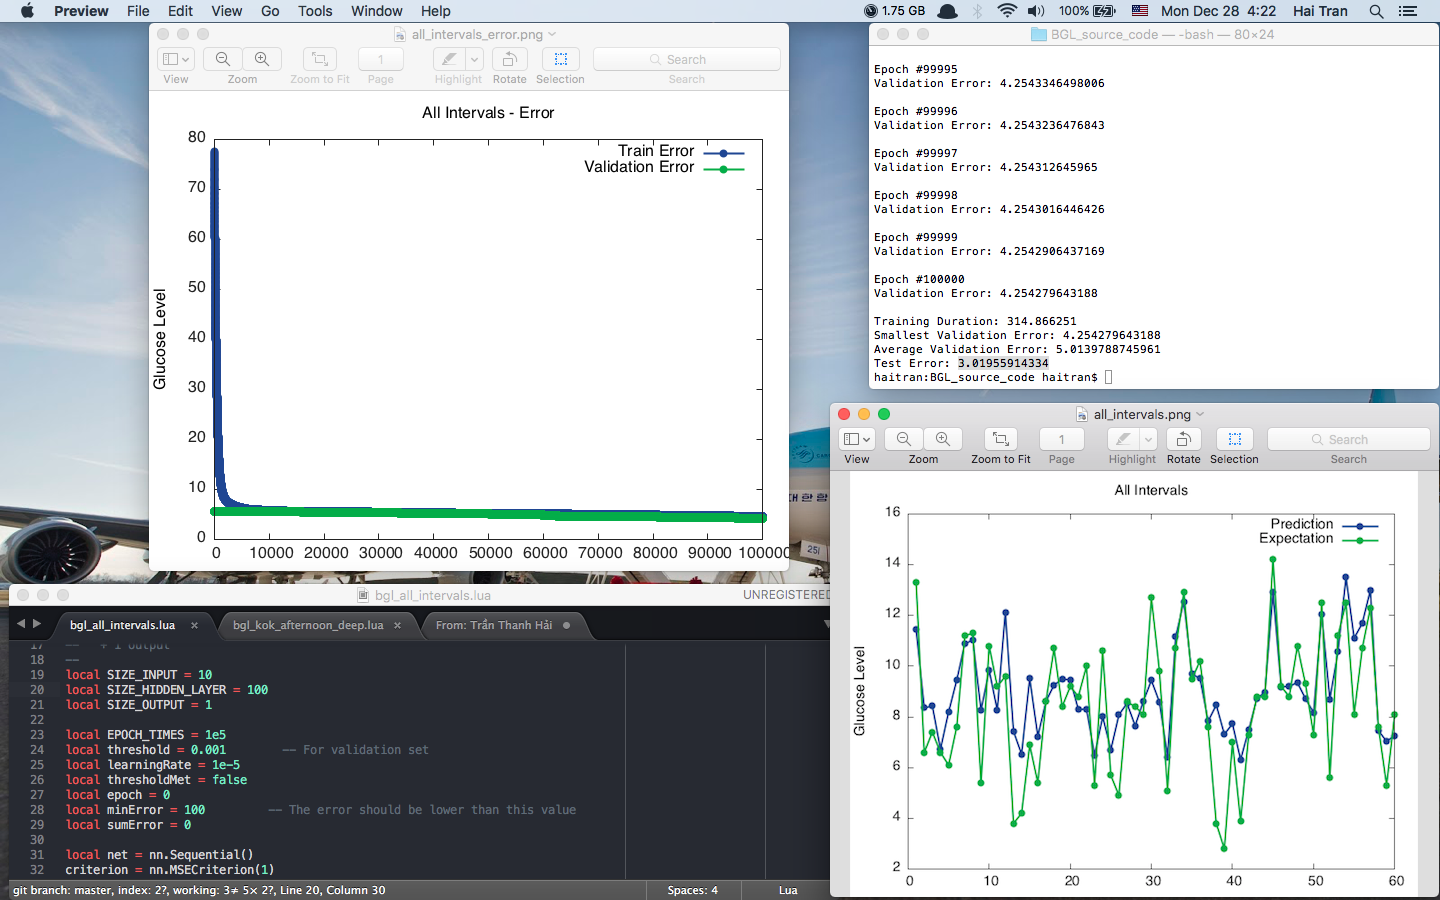 Preview File Edit View Go Tools Window Help 1.75 GB 100% Mon Dec 28 4:22 Hai Tran
all_intervals_error.png
1 Search
View Zoom Zoom to Fit Page Highlight Rotate Selection Search
All Intervals - Error
Train Error
Validation Error
Glucose Level
80
70
60
50
40
30
20
10
0
0 10000 20000 30000 40000 50000 60000 70000 80000 90000 100000
BGL_source_code — -bash — 80×24
Epoch #99995
Validation Error: 4.2543346498006
Epoch #99996
Validation Error: 4.2543236476843
Epoch #99997
Validation Error: 4.254312645965
Epoch #99998
Validation Error: 4.2543016446426
Epoch #99999
Validation Error: 4.2542906437169
Epoch #100000
Validation Error: 4.254279643188
Training Duration: 314.866251
Smallest Validation Error: 4.254279643188
Average Validation Error: 5.0139788745961
Test Error: 3.01955914334
haitran:BGL_source_code haitran$
대한항
251
bgl_all_intervals.lua UNREGISTERED
bgl_all_intervals.lua × bgl_kok_afternoon_deep.lua × From: Trần Thanh Hải
17 -- + 1 output
18 --
19 local SIZE_INPUT = 10
20 local SIZE_HIDDEN_LAYER = 100
21 local SIZE_OUTPUT = 1
22
23 local EPOCH_TIMES = 1e5
24 local threshold = 0.001 -- For validation set
25 local learningRate = 1e-5
26 local thresholdMet = false
27 local epoch = 0
28 local minError = 100 -- The error should be lower than this value
29 local sumError = 0
30
31 local net = nn.Sequential()
32 criterion = nn.MSECriterion(1)
git branch: master, index: 2?, working: 3≠ 5× 2?, Line 20, Column 30 Spaces: 4 Lua
all_intervals.png
1 Search
View Zoom Zoom to Fit Page Highlight Rotate Selection Search
All Intervals
Prediction
Expectation
Glucose Level
16
14
12
10
8
6
4
2
0 10 20 30 40 50 60